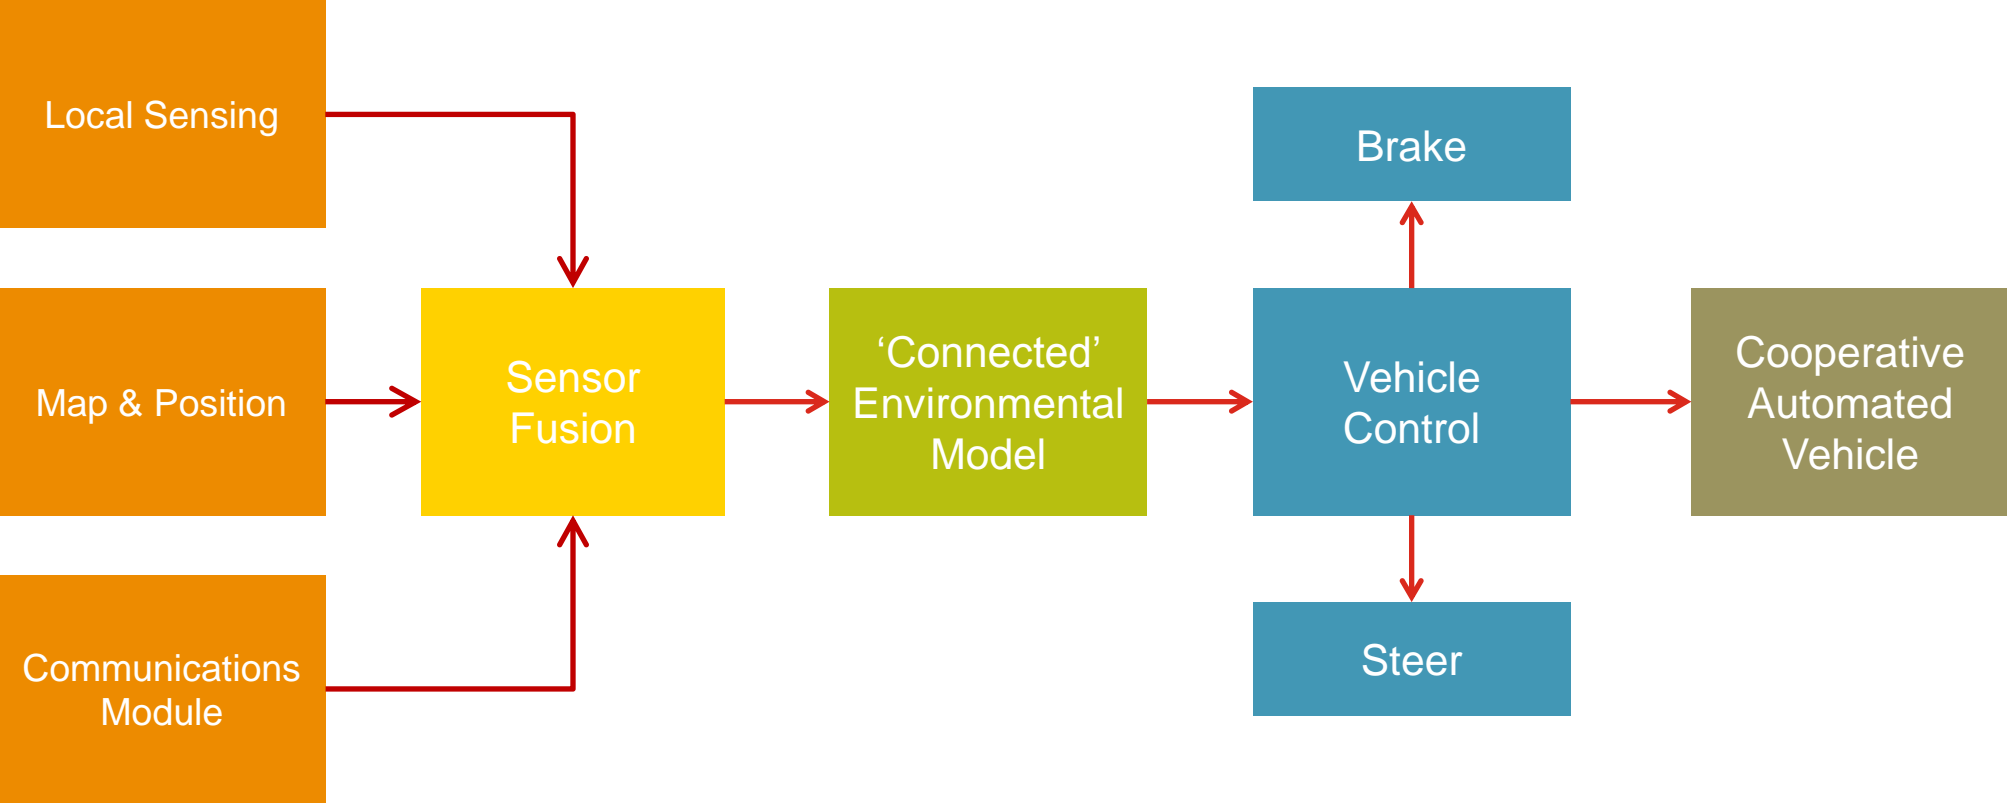 Local Sensing
Map & Position
Communications
Module
Sensor
Fusion
‘Connected’
Environmental
Model
Brake
Vehicle
Control
Steer
Cooperative
Automated
Vehicle